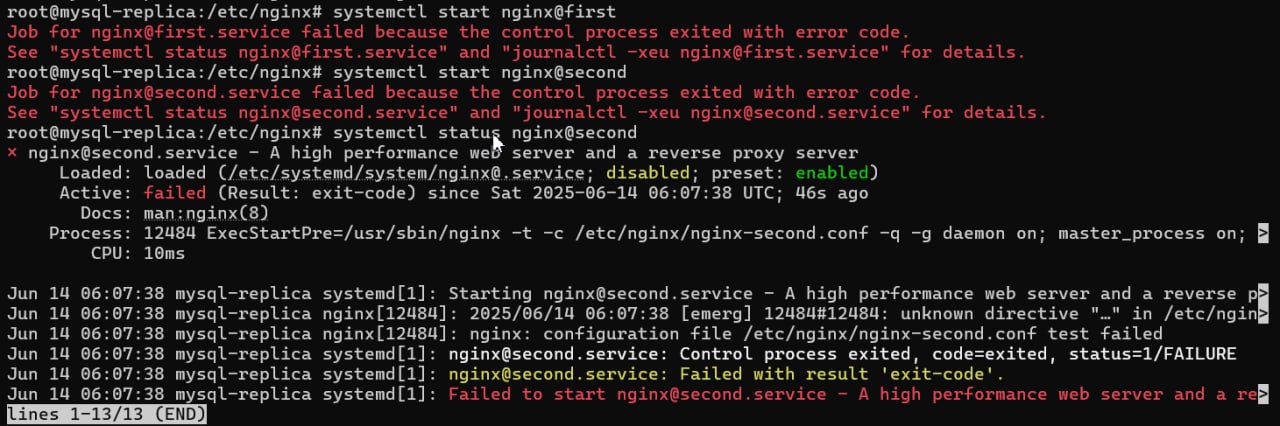 root@mysql-replica:/etc/nginx# systemctl start nginx@first
Job for nginx@first.service failed because the control process exited with error code.
See "systemctl status nginx@first.service" and "journalctl -xeu nginx@first.service" for details.
root@mysql-replica:/etc/nginx# systemctl start nginx@second
Job for nginx@second.service failed because the control process exited with error code.
See "systemctl status nginx@second.service" and "journalctl -xeu nginx@second.service" for details.
root@mysql-replica:/etc/nginx# systemctl status nginx@second
× nginx@second.service - A high performance web server and a reverse proxy server
Loaded: loaded (/etc/systemd/system/nginx@.service; disabled; preset: enabled)
Active: failed (Result: exit-code) since Sat 2025-06-14 06:07:38 UTC; 46s ago
Docs: man:nginx(8)
Process: 12484 ExecStartPre=/usr/sbin/nginx -t -c /etc/nginx/nginx-second.conf -q -g daemon on; master_process on; >
CPU: 10ms
Jun 14 06:07:38 mysql-replica systemd[1]: Starting nginx@second.service - A high performance web server and a reverse p>
Jun 14 06:07:38 mysql-replica nginx[12484]: 2025/06/14 06:07:38 [emerg] 12484#12484: unknown directive "…" in /etc/ngin>
Jun 14 06:07:38 mysql-replica nginx[12484]: nginx: configuration file /etc/nginx/nginx-second.conf test failed
Jun 14 06:07:38 mysql-replica systemd[1]: nginx@second.service: Control process exited, code=exited, status=1/FAILURE
Jun 14 06:07:38 mysql-replica systemd[1]: nginx@second.service: Failed with result 'exit-code'.
Jun 14 06:07:38 mysql-replica systemd[1]: Failed to start nginx@second.service - A high performance web server and a re>
lines 1-13/13 (END)